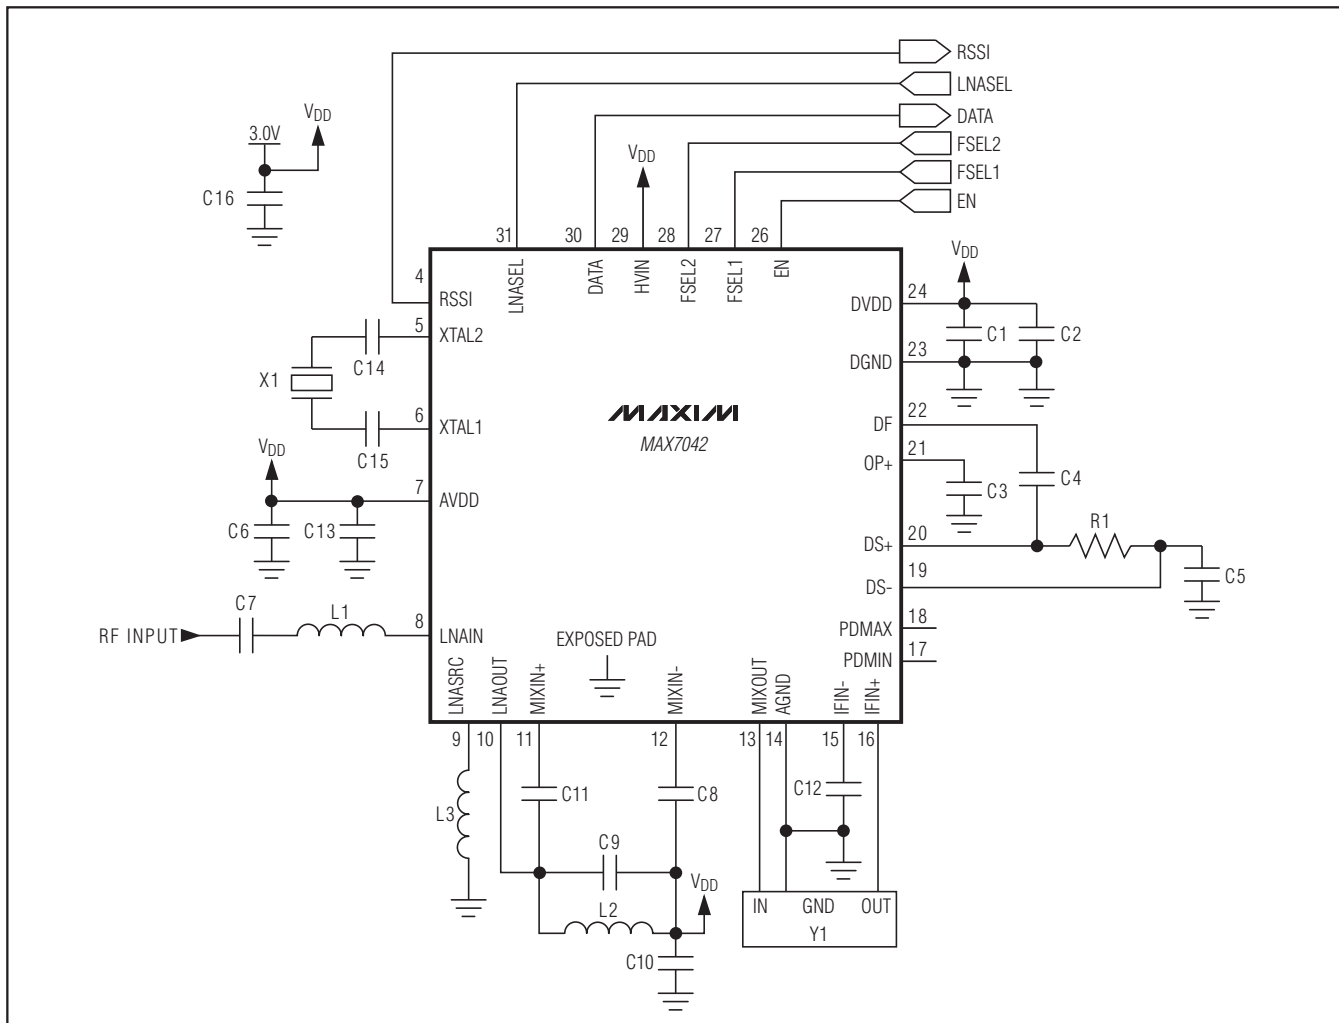 RSSI
LNASEL
DATA
FSEL2
FSEL1
EN
3.0V
VDD
C16
VDD
31
30
29
28
27
26
LNASEL
DATA
HVIN
FSEL2
FSEL1
EN
4
RSSI
5
XTAL2
C14
X1
6
XTAL1
C15
VDD
7
AVDD
C6
C13
C7
L1
RF INPUT
8
LNAIN
MAXIM
MAX7042
VDD
24
DVDD
C1
C2
23
DGND
22
DF
21
OP+
C3
C4
20
DS+
R1
19
DS-
C5
18
PDMAX
17
PDMIN
EXPOSED PAD
LNASRC
LNAOUT
MIXIN+
MIXIN-
MIXOUT
AGND
IFIN-
IFIN+
9
10
11
12
13
14
15
16
L3
C11
C8
C12
C9
L2
VDD
C10
IN
GND
OUT
Y1